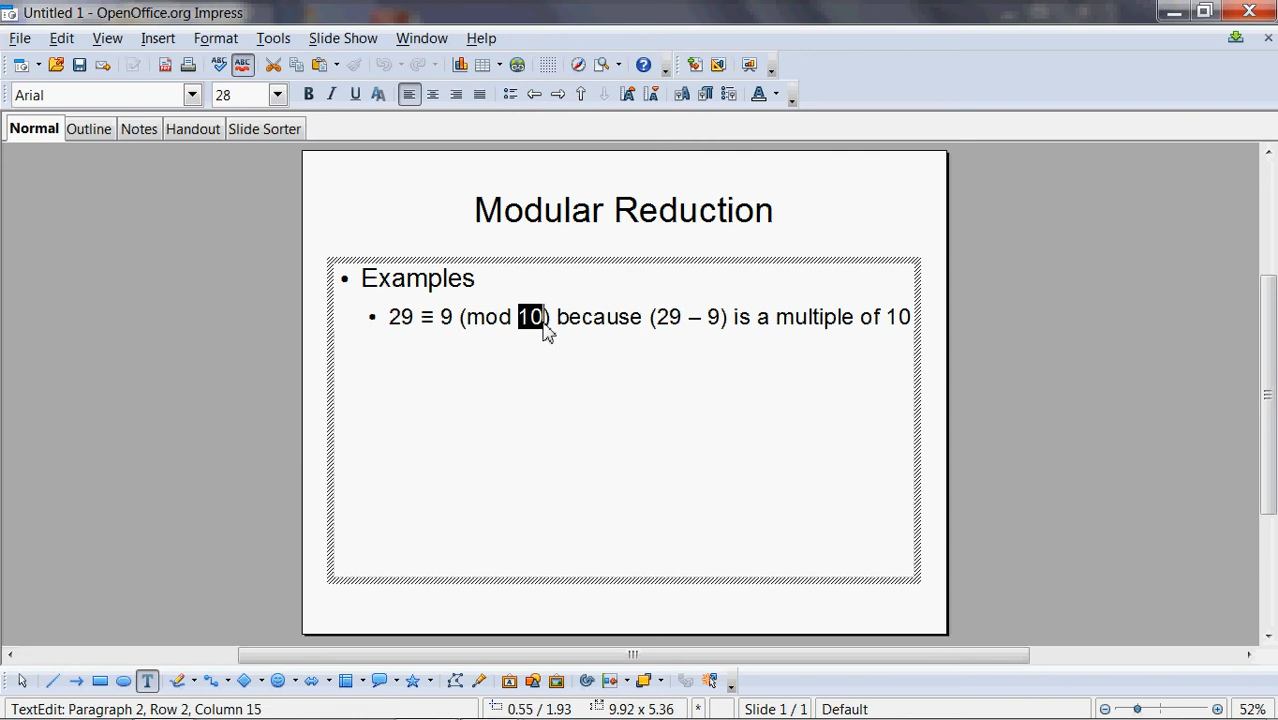 Untitled 1 - OpenOffice.org Impress
File Edit View Insert Format Tools Slide Show Window Help
Arial 28
Normal Outline Notes Handout Slide Sorter
Modular Reduction
• Examples
• 29 ≡ 9 (mod 10) because (29 – 9) is a multiple of 10
TextEdit: Paragraph 2, Row 2, Column 15 0.55 / 1.93 9.92 x 5.36 * Slide 1 / 1 Default 52%